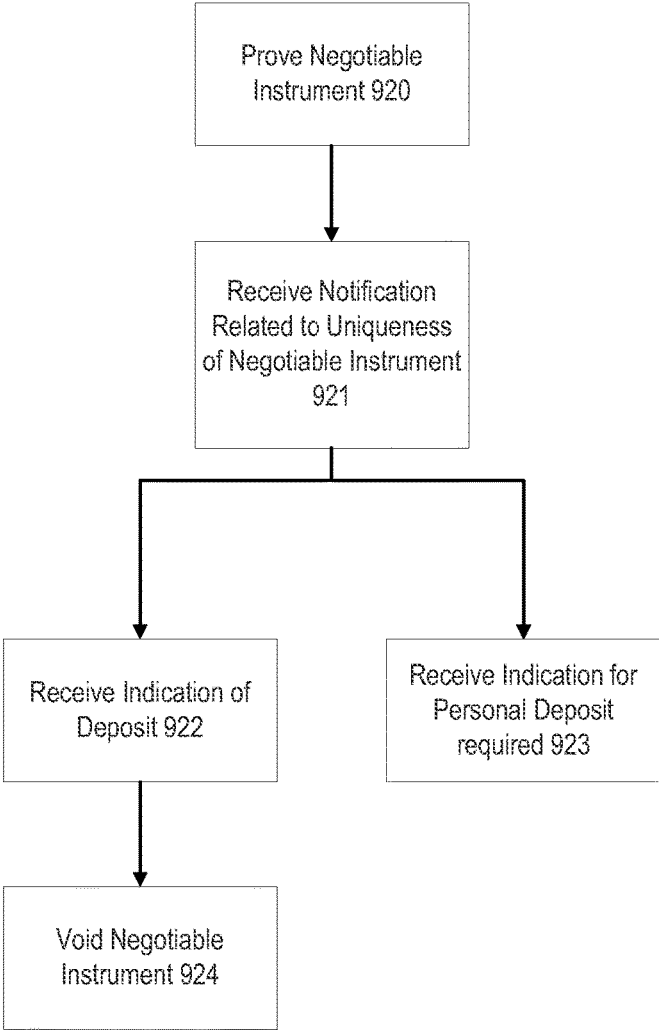 Prove Negotiable
Instrument 920
Receive Notification
Related to Uniqueness
of Negotiable Instrument
921
Receive Indication of
Deposit 922
Receive Indication for
Personal Deposit
required 923
Void Negotiable
Instrument 924